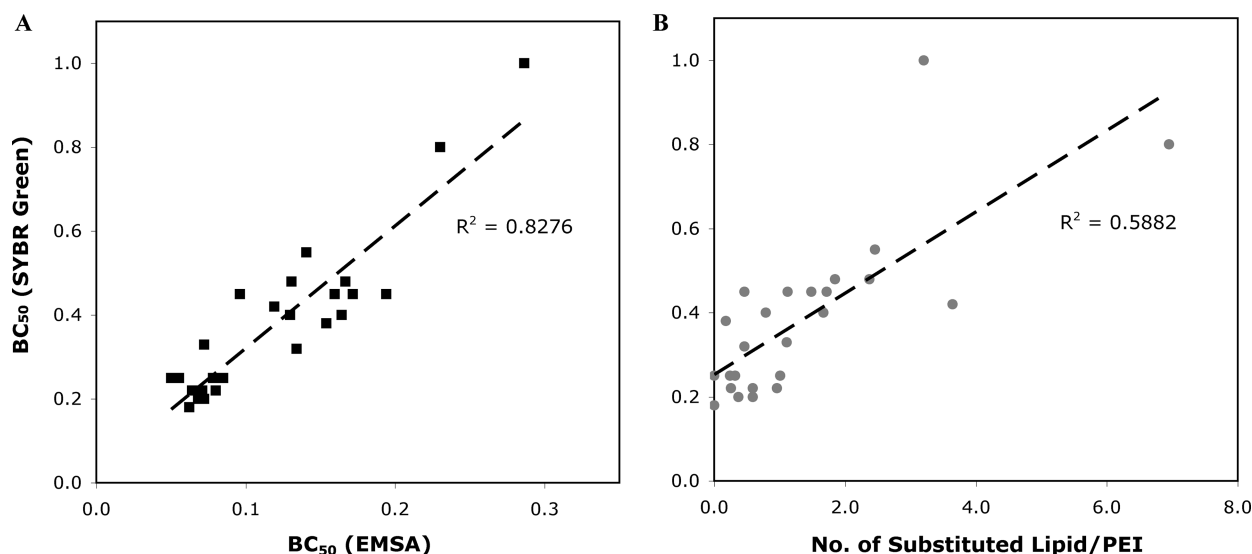 A
B
BC₅₀ (SYBR Green)
1.0
0.8
0.6
0.4
0.2
0.0
R² = 0.8276
0.0 0.1 0.2 0.3
BC₅₀ (EMSA)
1.0
0.8
0.6
0.4
0.2
0.0
R² = 0.5882
0.0 2.0 4.0 6.0 8.0
No. of Substituted Lipid/PEI